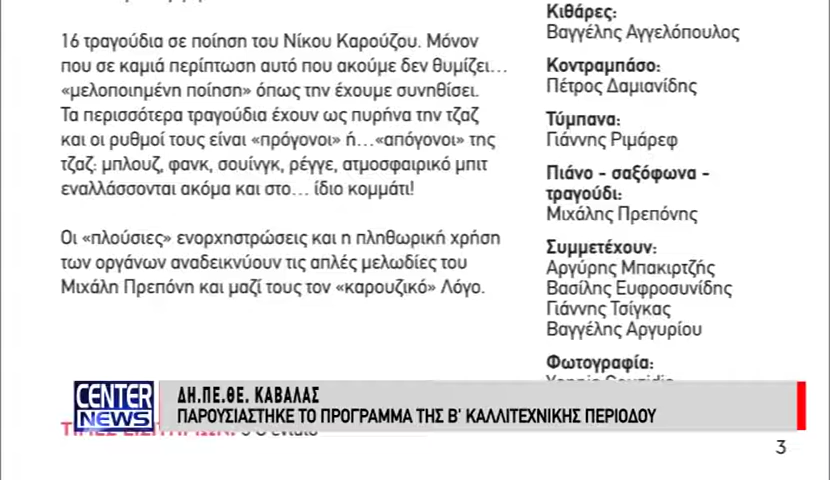 16 τραγούδια σε ποίηση του Νίκου Καρούζου. Μόνον
που σε καμιά περίπτωση αυτό που ακούμε δεν θυμίζει...
«μελοποιημένη ποίηση» όπως την έχουμε συνηθίσει.
Τα περισσότερα τραγούδια έχουν ως πυρήνα την τζαζ
και οι ρυθμοί τους είναι «πρόγονοι» ή...«απόγονοι» της
τζαζ: μπλουζ, φανκ, σουίνγκ, ρέγγε, ατμοσφαιρικό μπιτ
εναλλάσσονται ακόμα και στο... ίδιο κομμάτι!
Οι «πλούσιες» ενορχηστρώσεις και η πληθωρική χρήση
των οργάνων αναδεικνύουν τις απλές μελωδίες του
Μιχάλη Πρεπόνη και μαζί τους τον «καρουζικό» Λόγο.
Κιθάρες:
Βαγγέλης Αγγελόπουλος
Κοντραμπάσο:
Πέτρος Δαμιανίδης
Τύμπανα:
Γιάννης Ριμάρεφ
Πιάνο - σαξόφωνα -
τραγούδι:
Μιχάλης Πρεπόνης
Συμμετέχουν:
Αργύρης Μπακιρτζής
Βασίλης Ευφροσυνίδης
Γιάννης Τσίγκας
Βαγγέλης Αργυρίου
Φωτογραφία:
CENTER
NEWS
ΔΗ.ΠΕ.ΘΕ. ΚΑΒΑΛΑΣ
ΠΑΡΟΥΣΙΑΣΤΗΚΕ ΤΟ ΠΡΟΓΡΑΜΜΑ ΤΗΣ Β' ΚΑΛΛΙΤΕΧΝΙΚΗΣ ΠΕΡΙΟΔΟΥ
3